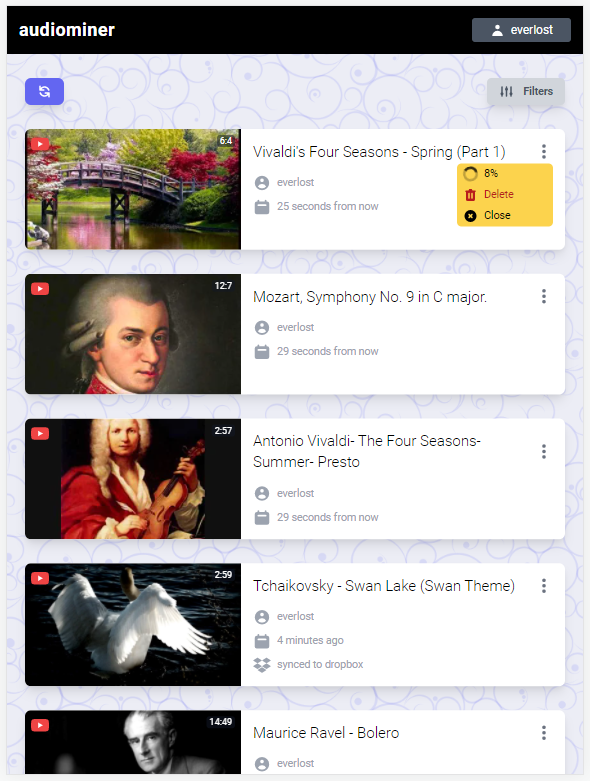 audiominer
everlost
Filters
6:4
Vivaldi's Four Seasons - Spring (Part 1)
everlost
25 seconds from now
8%
Delete
Close
12:7
Mozart, Symphony No. 9 in C major.
everlost
29 seconds from now
2:57
Antonio Vivaldi- The Four Seasons-
Summer- Presto
everlost
29 seconds from now
2:59
Tchaikovsky - Swan Lake (Swan Theme)
everlost
4 minutes ago
synced to dropbox
14:49
Maurice Ravel - Bolero
everlost